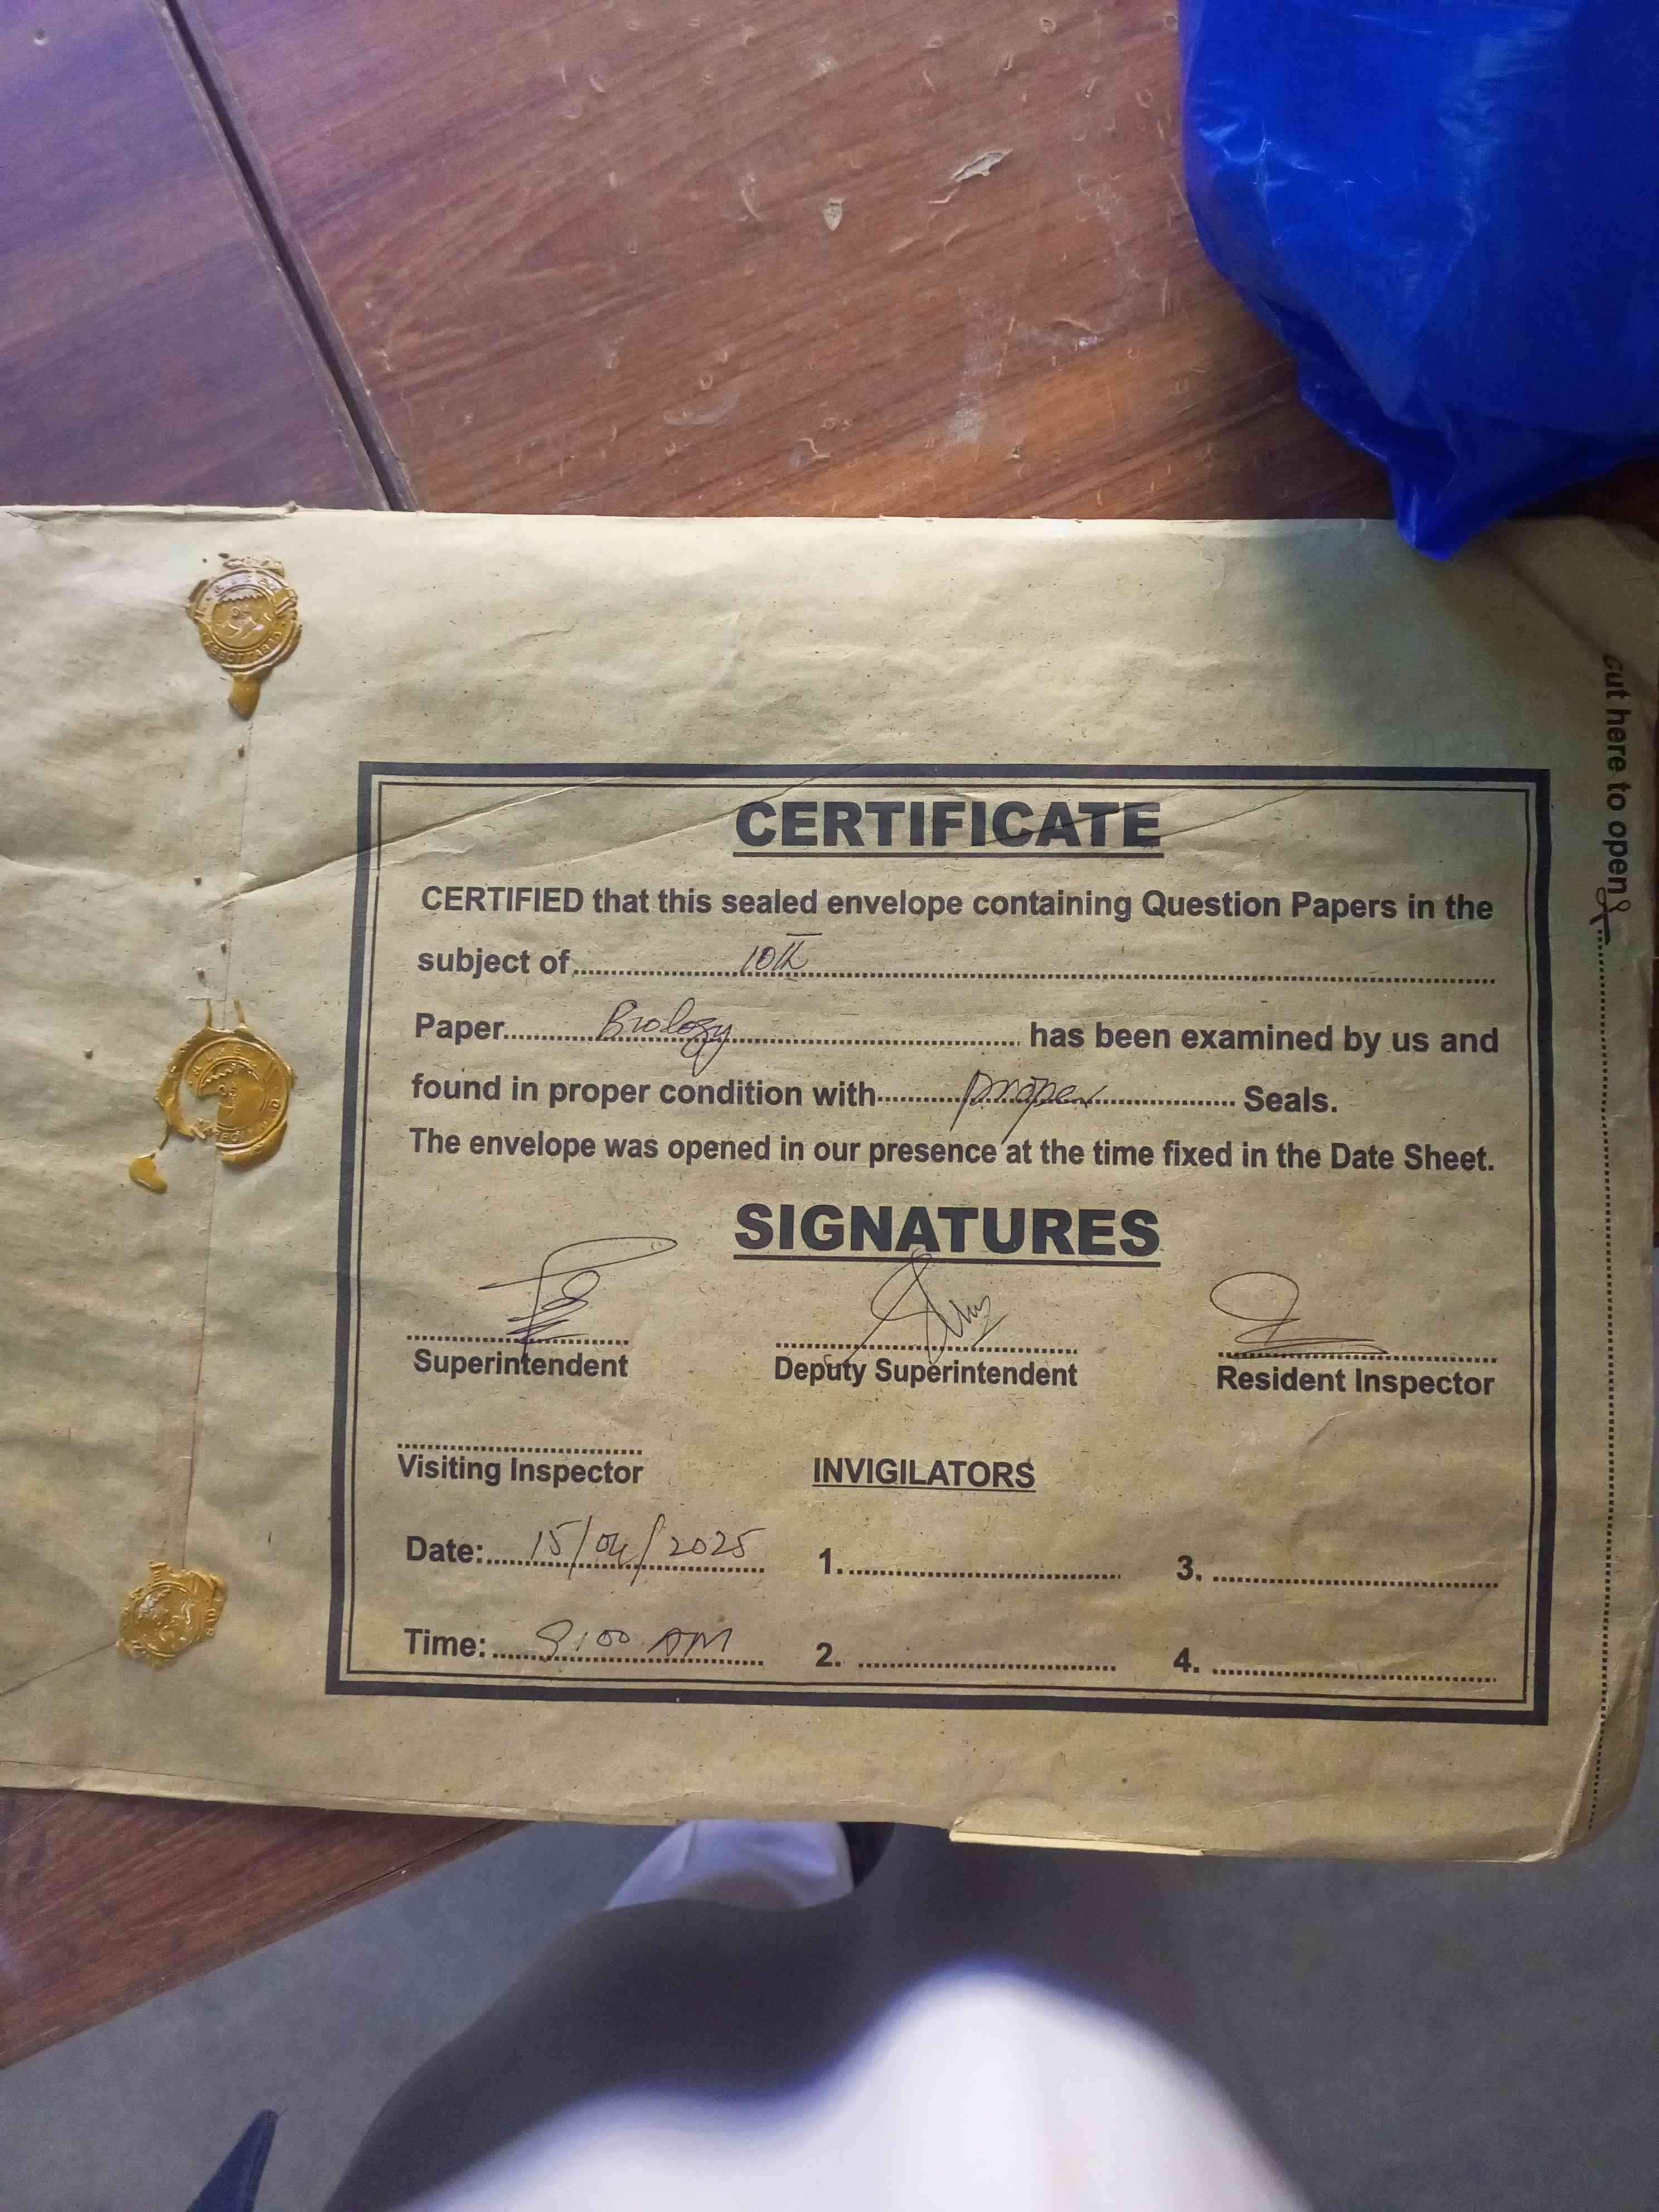 CERTIFICATE
CERTIFIED that this sealed envelope containing Question Papers in the
subject of 10th
Paper Biology has been examined by us and
found in proper condition with proper Seals.
The envelope was opened in our presence at the time fixed in the Date Sheet.
SIGNATURES
Superintendent
Deputy Superintendent
Resident Inspector
Visiting Inspector
INVIGILATORS
Date: 15/04/2025
1.
3.
Time: 9:00 AM
2.
4.
cut here to open
ABBOTTABAD